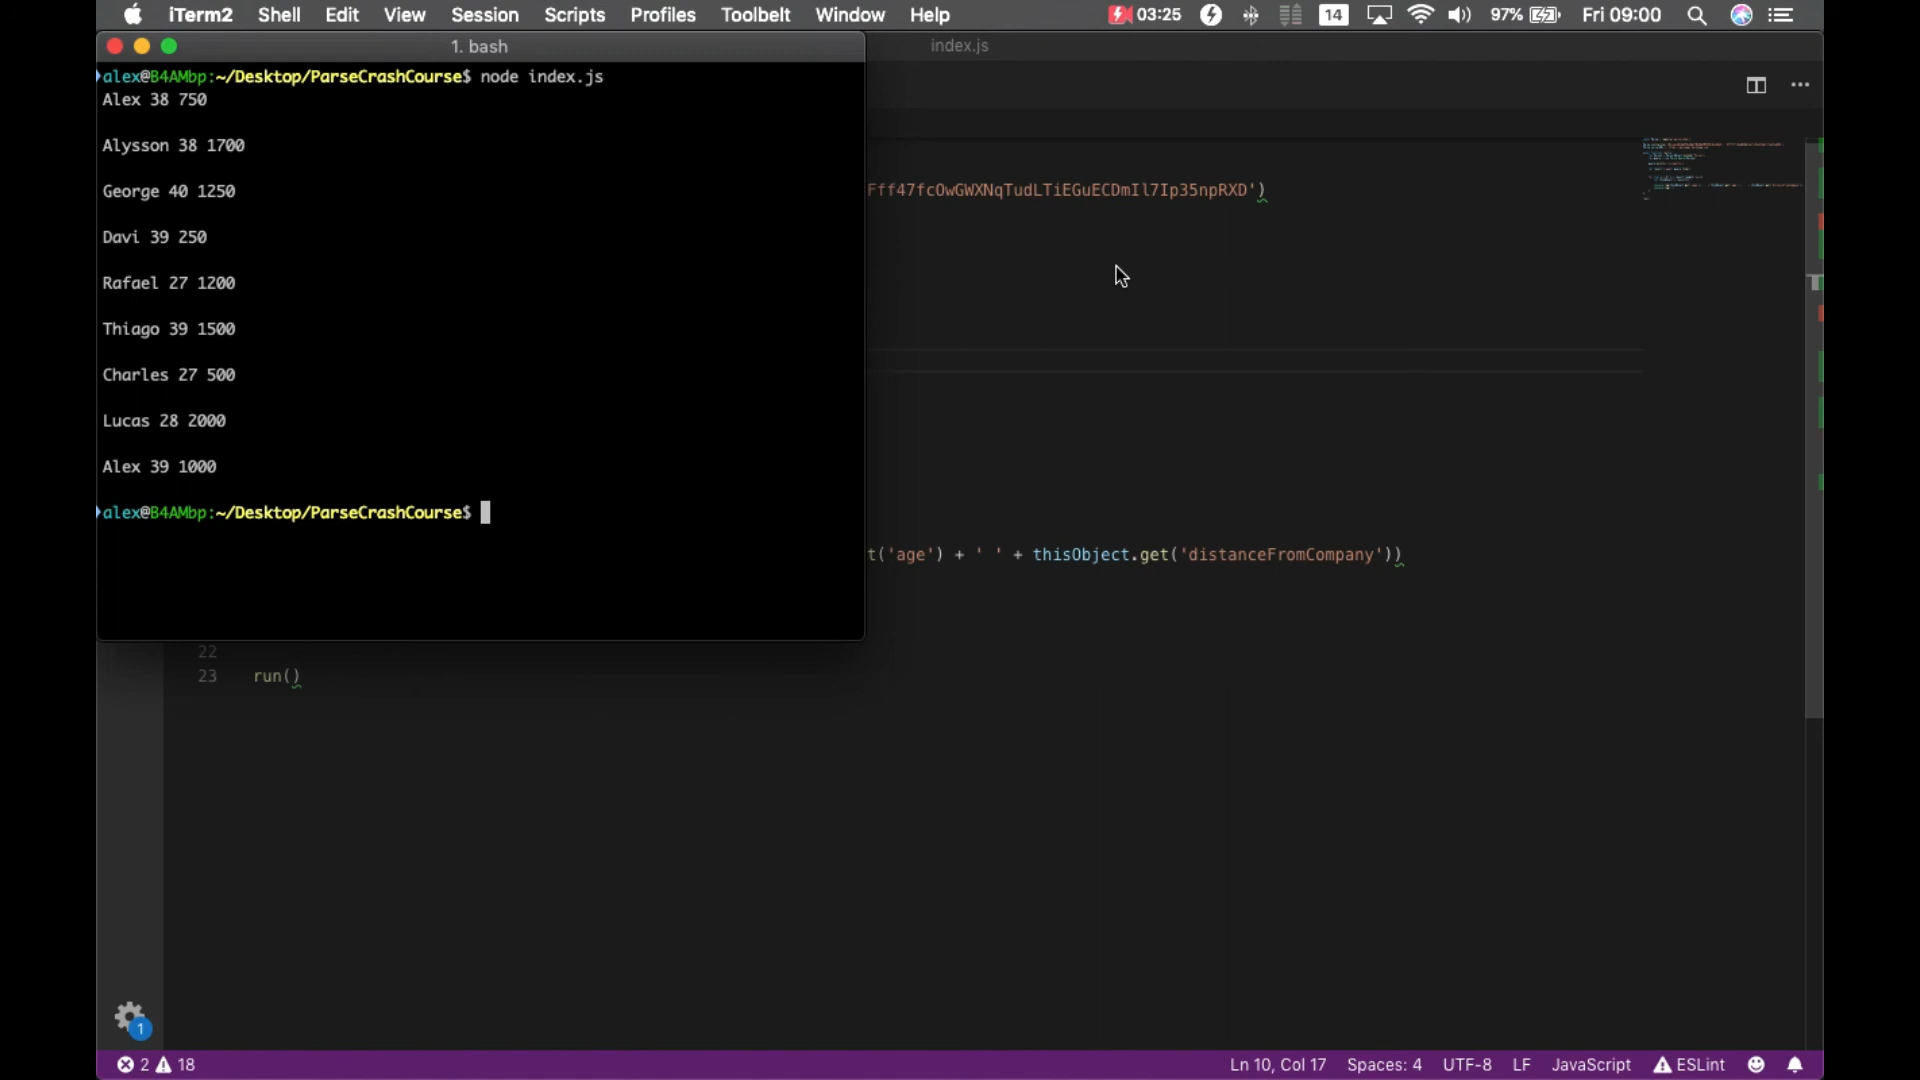 iTerm2 Shell Edit View Session Scripts Profiles Toolbelt Window Help 03:25 14 97% Fri 09:00
1. bash
index.js
alex@B4AMbp:~/Desktop/ParseCrashCourse$ node index.js
Alex 38 750
Alysson 38 1700
George 40 1250
Davi 39 250
Rafael 27 1200
Thiago 39 1500
Charles 27 500
Lucas 28 2000
Alex 39 1000
alex@B4AMbp:~/Desktop/ParseCrashCourse$
Fff47fcOwGWXNqTudLTiEGuECDmIl7Ip35npRXD')
t('age') + ' ' + thisObject.get('distanceFromCompany'))
22
23 run()
1
2 18 Ln 10, Col 17 Spaces: 4 UTF-8 LF JavaScript ESLint